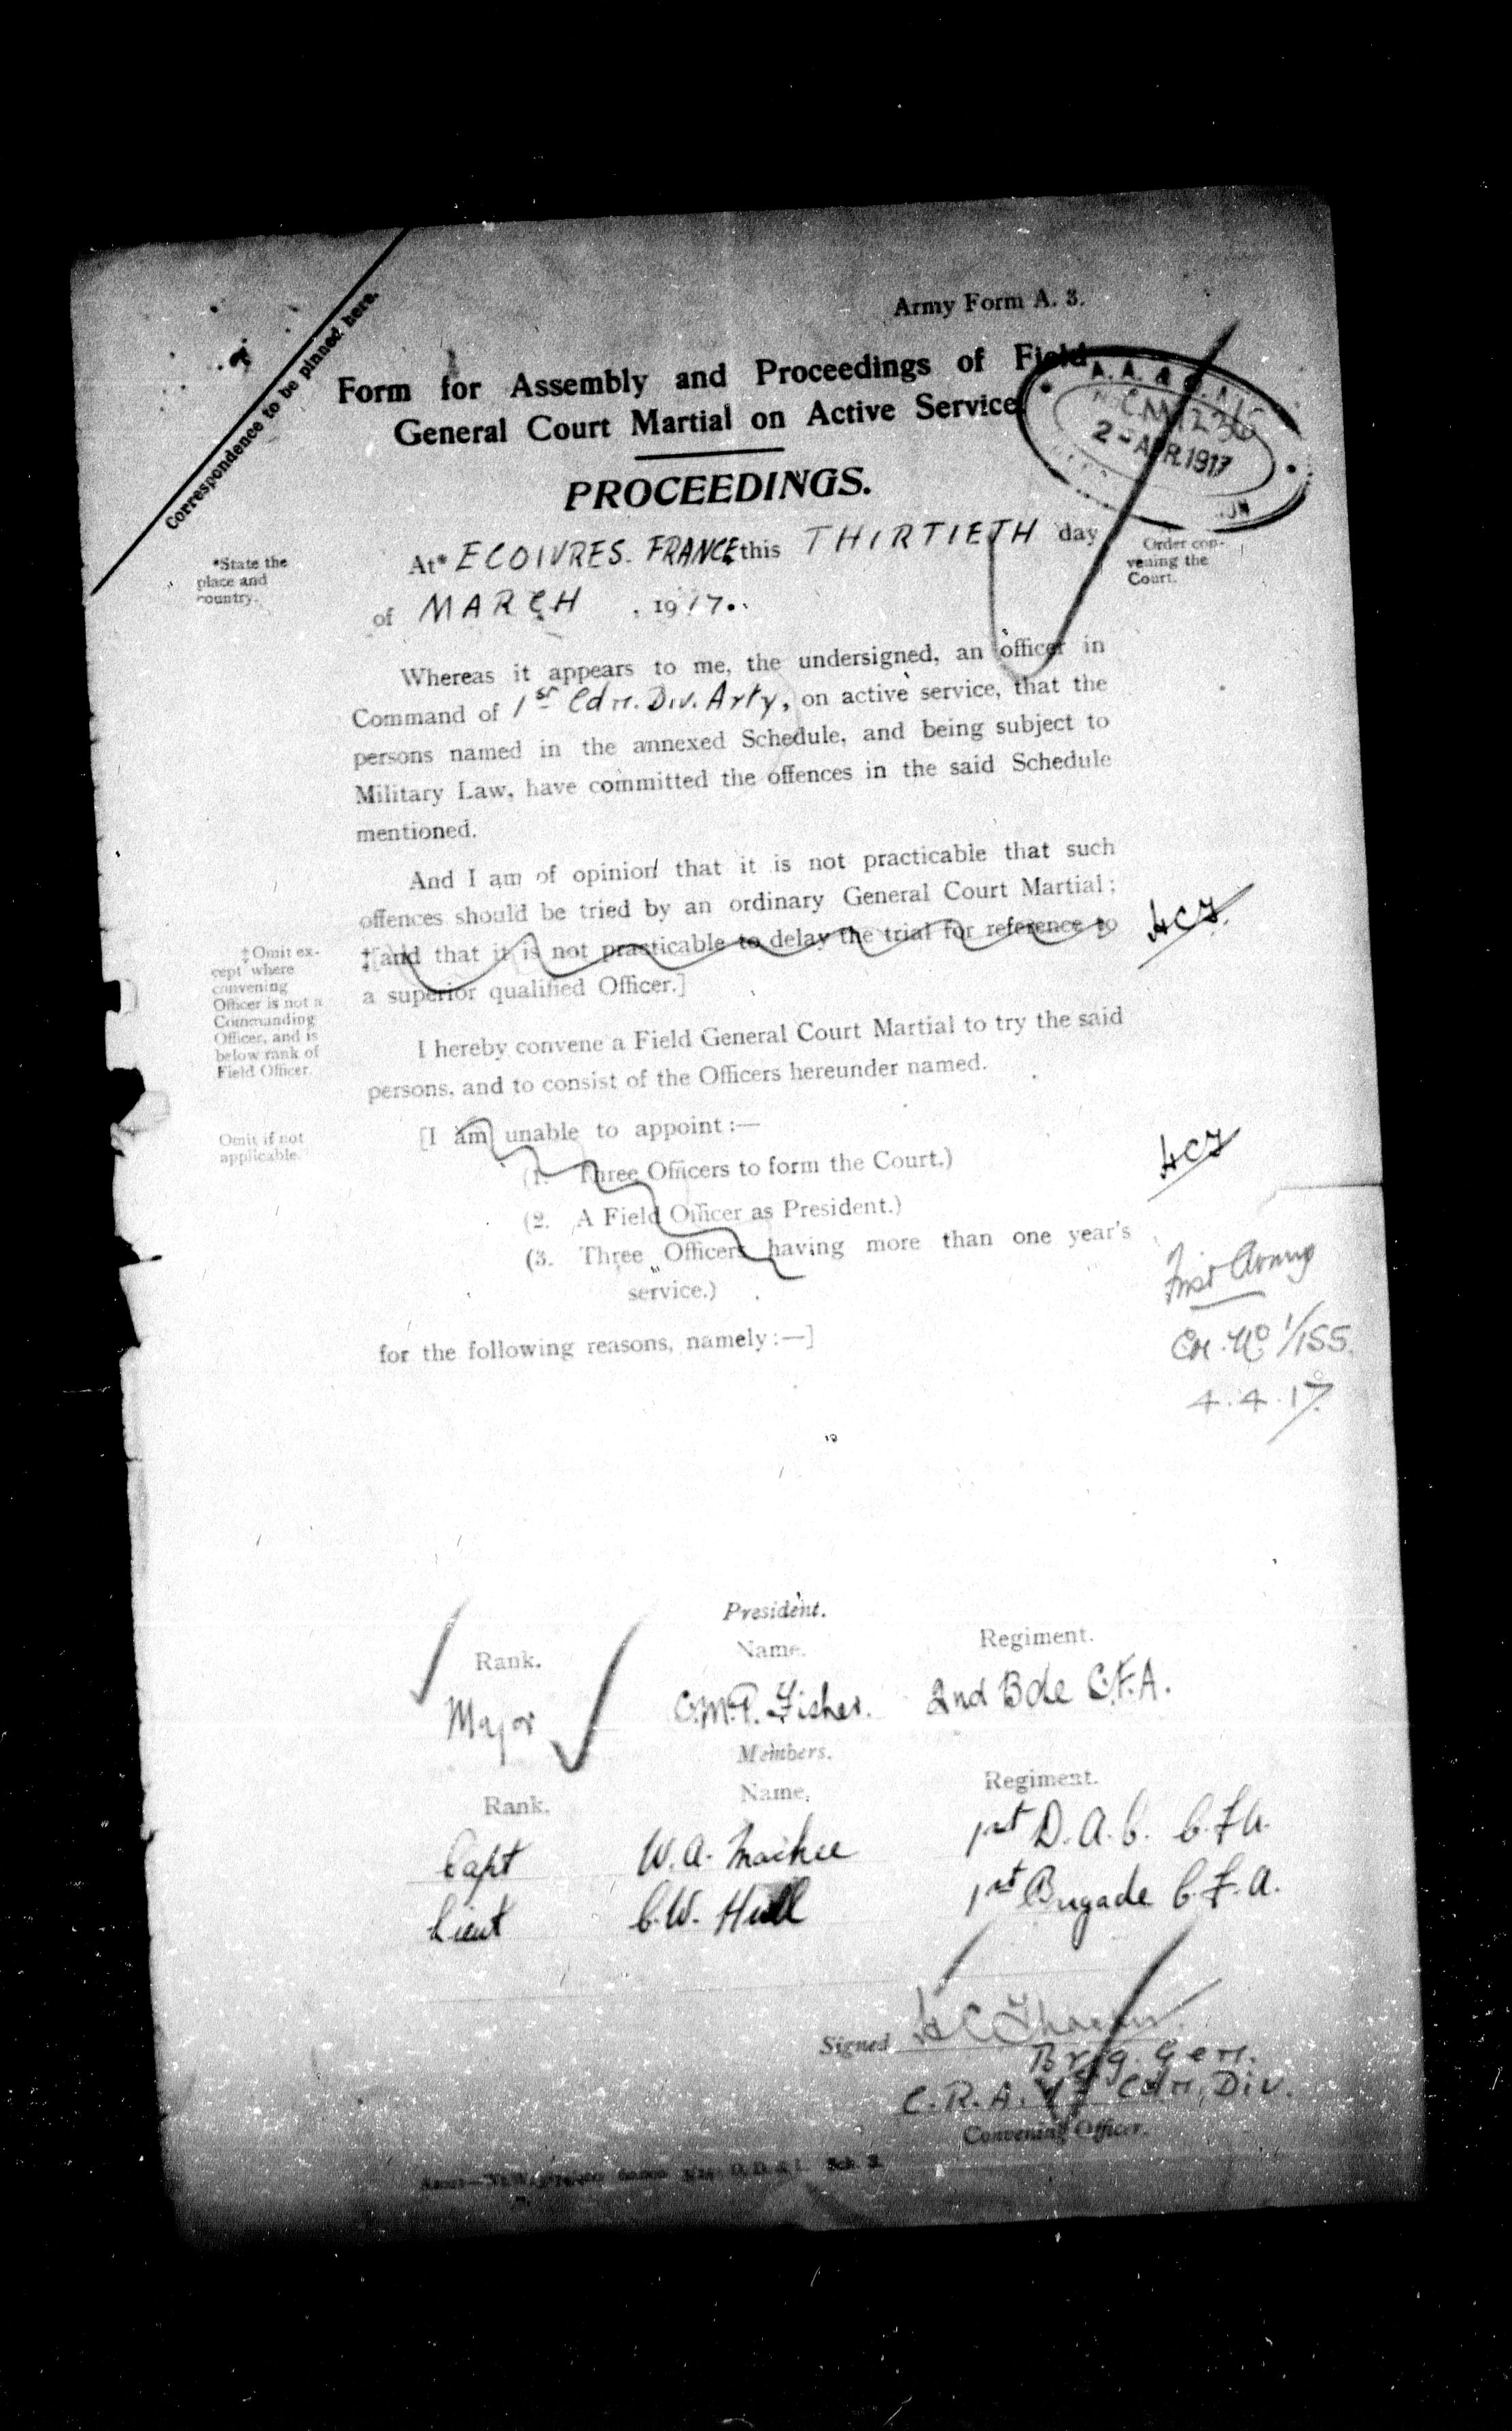 Army Form A. 3.
Correspondence to be pinned here.
Form for Assembly and Proceedings of Field
General Court Martial on Active Service.
PROCEEDINGS.
2 - APR. 1917
*State the
place and
country.
At* ECOIVRES. FRANCE this THIRTIETH day
of MARCH , 1917.
Order con-
vening the
Court.
Whereas it appears to me, the undersigned, an officer in
Command of 1st Cdn. Div. Arty, on active service, that the
persons named in the annexed Schedule, and being subject to
Military Law, have committed the offences in the said Schedule
mentioned.
And I am of opinion that it is not practicable that such
offences should be tried by an ordinary General Court Martial;
‡[and that it is not practicable to delay the trial for reference to
a superior qualified Officer.]
‡Omit ex-
cept where
convening
Officer is not a
Commanding
Officer, and is
below rank of
Field Officer.
I hereby convene a Field General Court Martial to try the said
persons, and to consist of the Officers hereunder named.
Omit if not
applicable.
[I am unable to appoint :—
(1. Three Officers to form the Court.)
(2. A Field Officer as President.)
(3. Three Officers having more than one year's
service.)
for the following reasons, namely :—]
First Army
No 1/155.
4.4.17.
President.
Rank. Name. Regiment.
Major C.M.P. Fisher. 2nd Bde C.F.A.
Members.
Rank. Name. Regiment.
Capt W.A. 1st D.A.C. C.F.A.
Lieut C.W. Hull 1st Brigade C.F.A.
Signed
Brig. Gen.
C.R.A. 1st Cdn. Div.
Convening Officer.